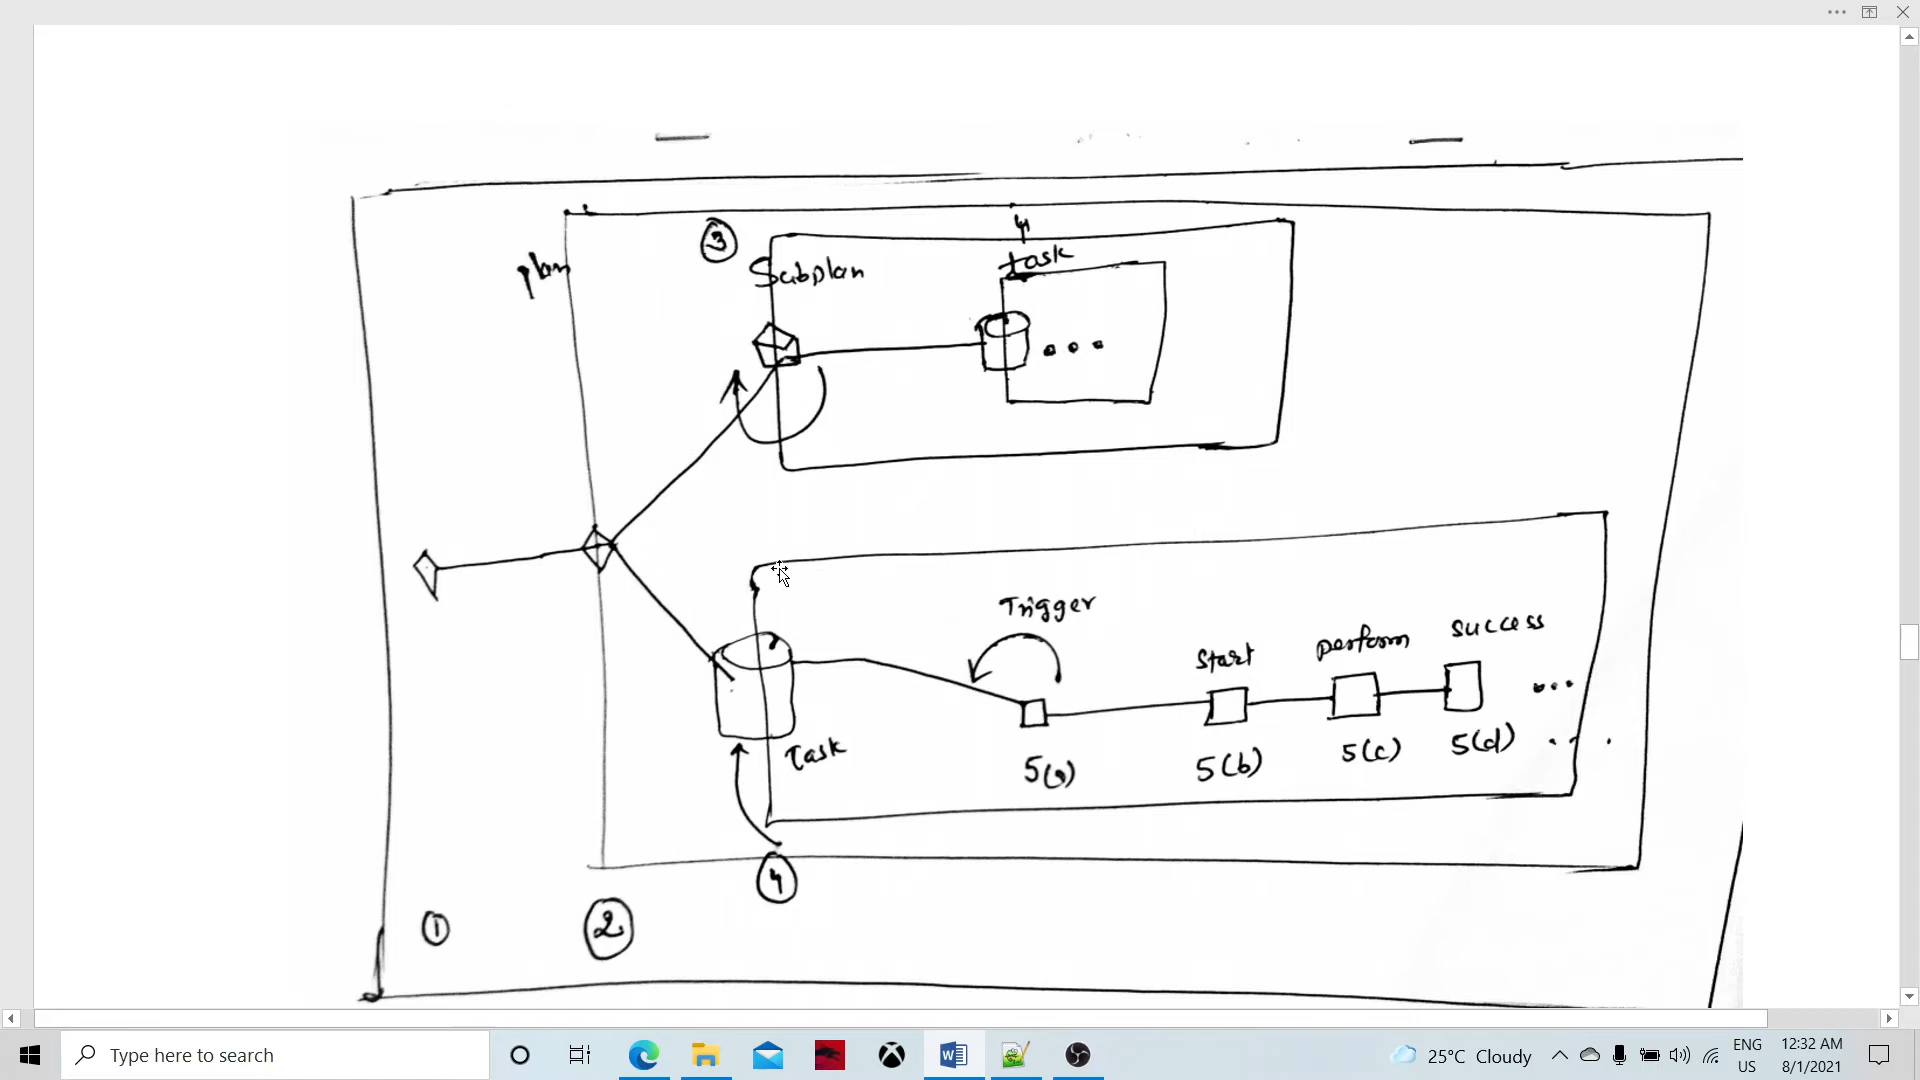 ③
4
plan
Subplan
task
Trigger
Start
perform
success
Task
5(a)
5(b)
5(c)
5(d)
④
①
②
Type here to search
25°C Cloudy
ENG
US
12:32 AM
8/1/2021